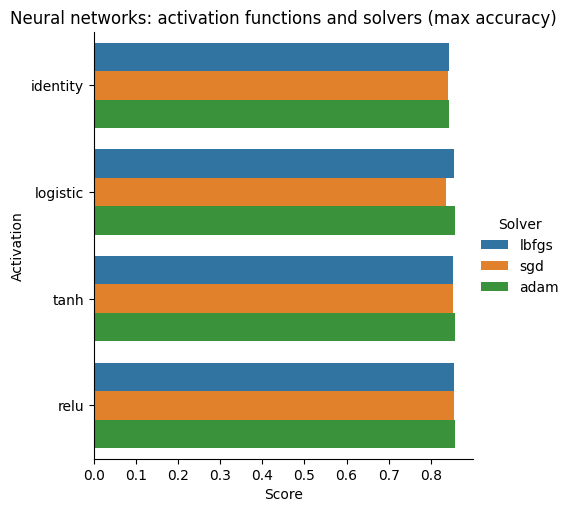 Neural networks: activation functions and solvers (max accuracy)
identity
logistic
tanh
relu
Activation
0.0 0.1 0.2 0.3 0.4 0.5 0.6 0.7 0.8
Score
Solver
lbfgs
sgd
adam